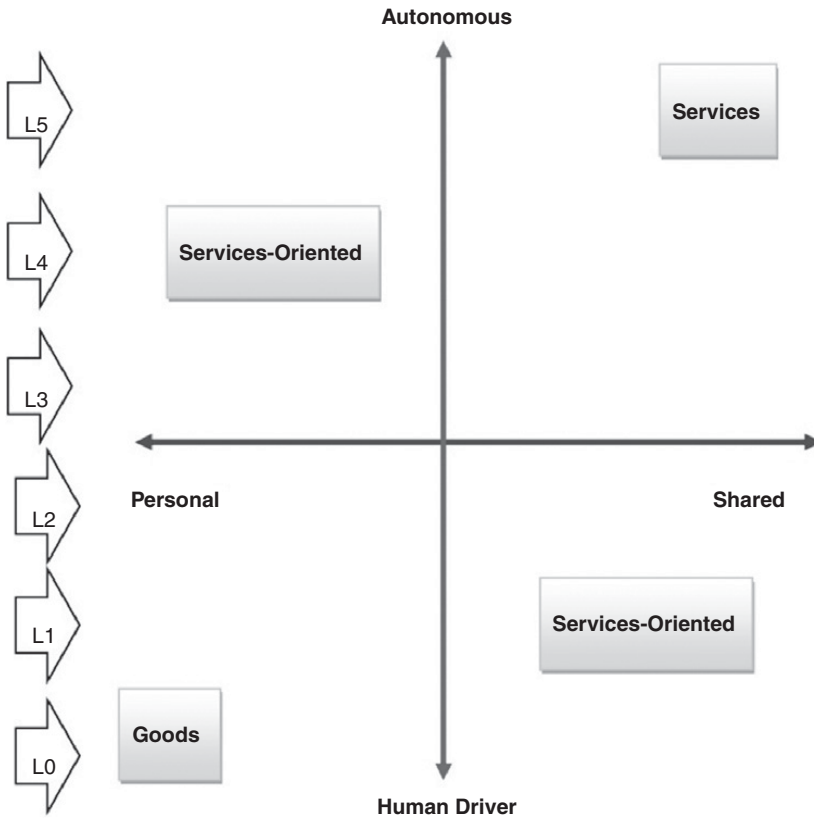 Autonomous
L5
Services
L4
Services-Oriented
L3
Personal
Shared
L2
L1
Services-Oriented
Goods
L0
Human Driver